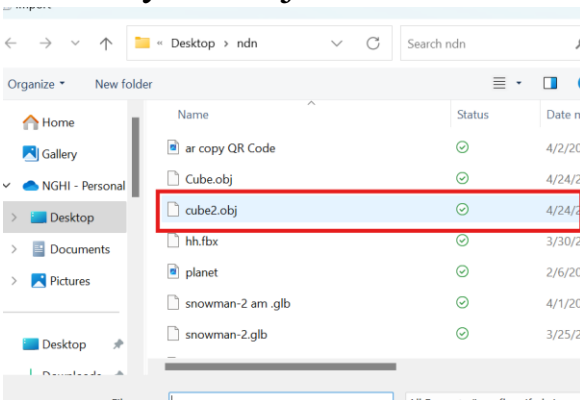 Import
« Desktop › ndn
Search ndn
Organize
New folder
Name
Status
Date
Home
Gallery
NGHI - Personal
Desktop
Documents
Pictures
Desktop
ar copy QR Code
4/2/20
Cube.obj
4/24/2
cube2.obj
4/24/2
hh.fbx
3/30/2
planet
2/6/20
snowman-2 am .glb
4/1/20
snowman-2.glb
3/25/2